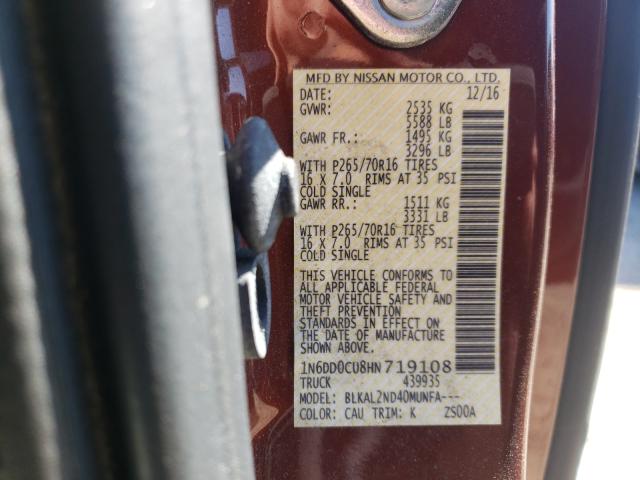 MFD BY NISSAN MOTOR CO., LTD.
DATE: 12/16
GVWR: 2535 KG
5588 LB
GAWR FR.: 1495 KG
3296 LB
WITH P265/70R16 TIRES
16 X 7.0 RIMS AT 35 PSI
COLD SINGLE
GAWR RR.: 1511 KG
3331 LB
WITH P265/70R16 TIRES
16 X 7.0 RIMS AT 35 PSI
COLD SINGLE
THIS VEHICLE CONFORMS TO
ALL APPLICABLE FEDERAL
MOTOR VEHICLE SAFETY AND
THEFT PREVENTION
STANDARDS IN EFFECT ON
THE DATE OF MANUFACTURE
SHOWN ABOVE.
1N6DD0CU8HN719108
TRUCK 439935
MODEL: BLKAL2ND40MUNFA---
COLOR: CAU TRIM: K ZS00A